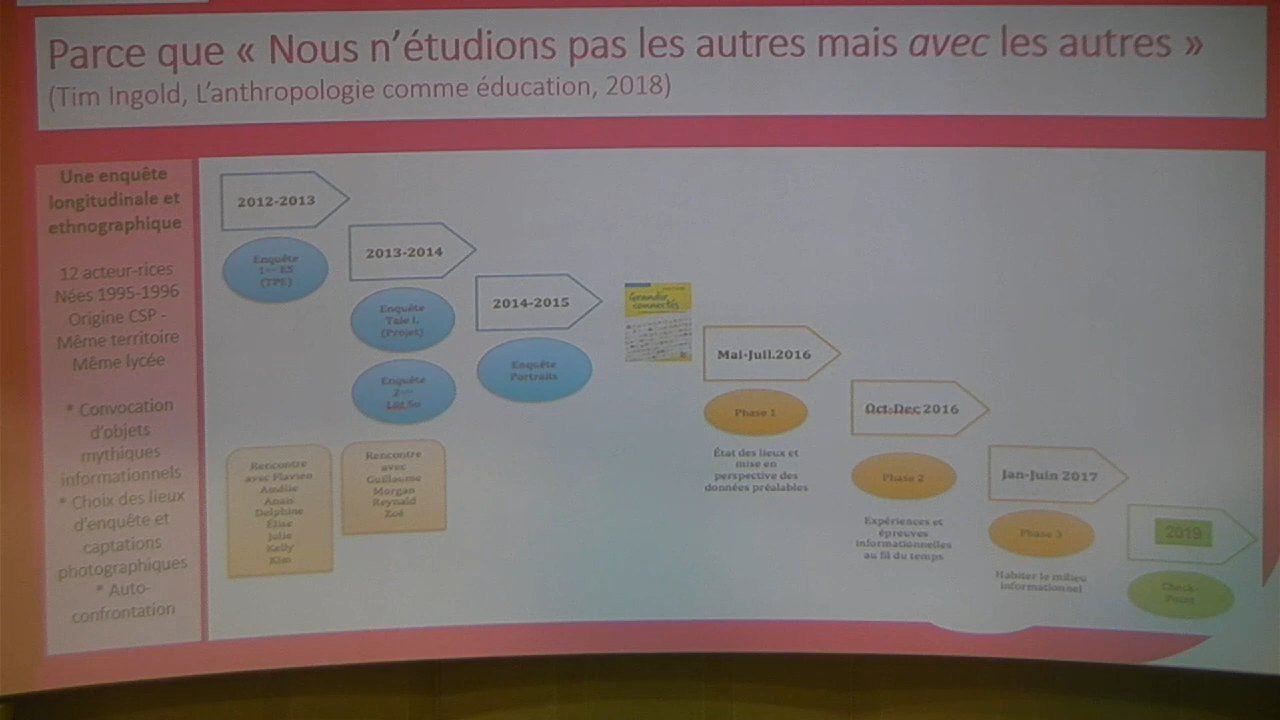 Parce que « Nous n'étudions pas les autres mais avec les autres »
(Tim Ingold, L'anthropologie comme éducation, 2018)
Une enquête
longitudinale et
ethnographique
12 acteur-rices
Nées 1995-1996
Origine CSP -
Même territoire
Même lycée
* Convocation
d'objets
mythiques
informationnels
* Choix des lieux
d'enquête et
captations
photographiques
* Auto-
confrontation
2012-2013
Enquête
ES
(TPE)
Rencontre
avec Flavien
Amélie
Anaïs
Delphine
Élise
Julie
Kelly
Kim
2013-2014
Enquête
Tale L
(Projet)
Enquête
Rencontre
avec
Guillaume
Morgan
Reynald
Zoé
2014-2015
Enquête
Portraits
Grandir
connectés
Mai-Juil.2016
Phase 1
État des lieux et
mise en
perspective des
données préalables
Oct-Dec 2016
Phase 2
Expériences et
épreuves
informationnelles
au fil du temps
Jan-Juin 2017
Phase 3
Habiter le milieu
informationnel
2019
Check-
Point